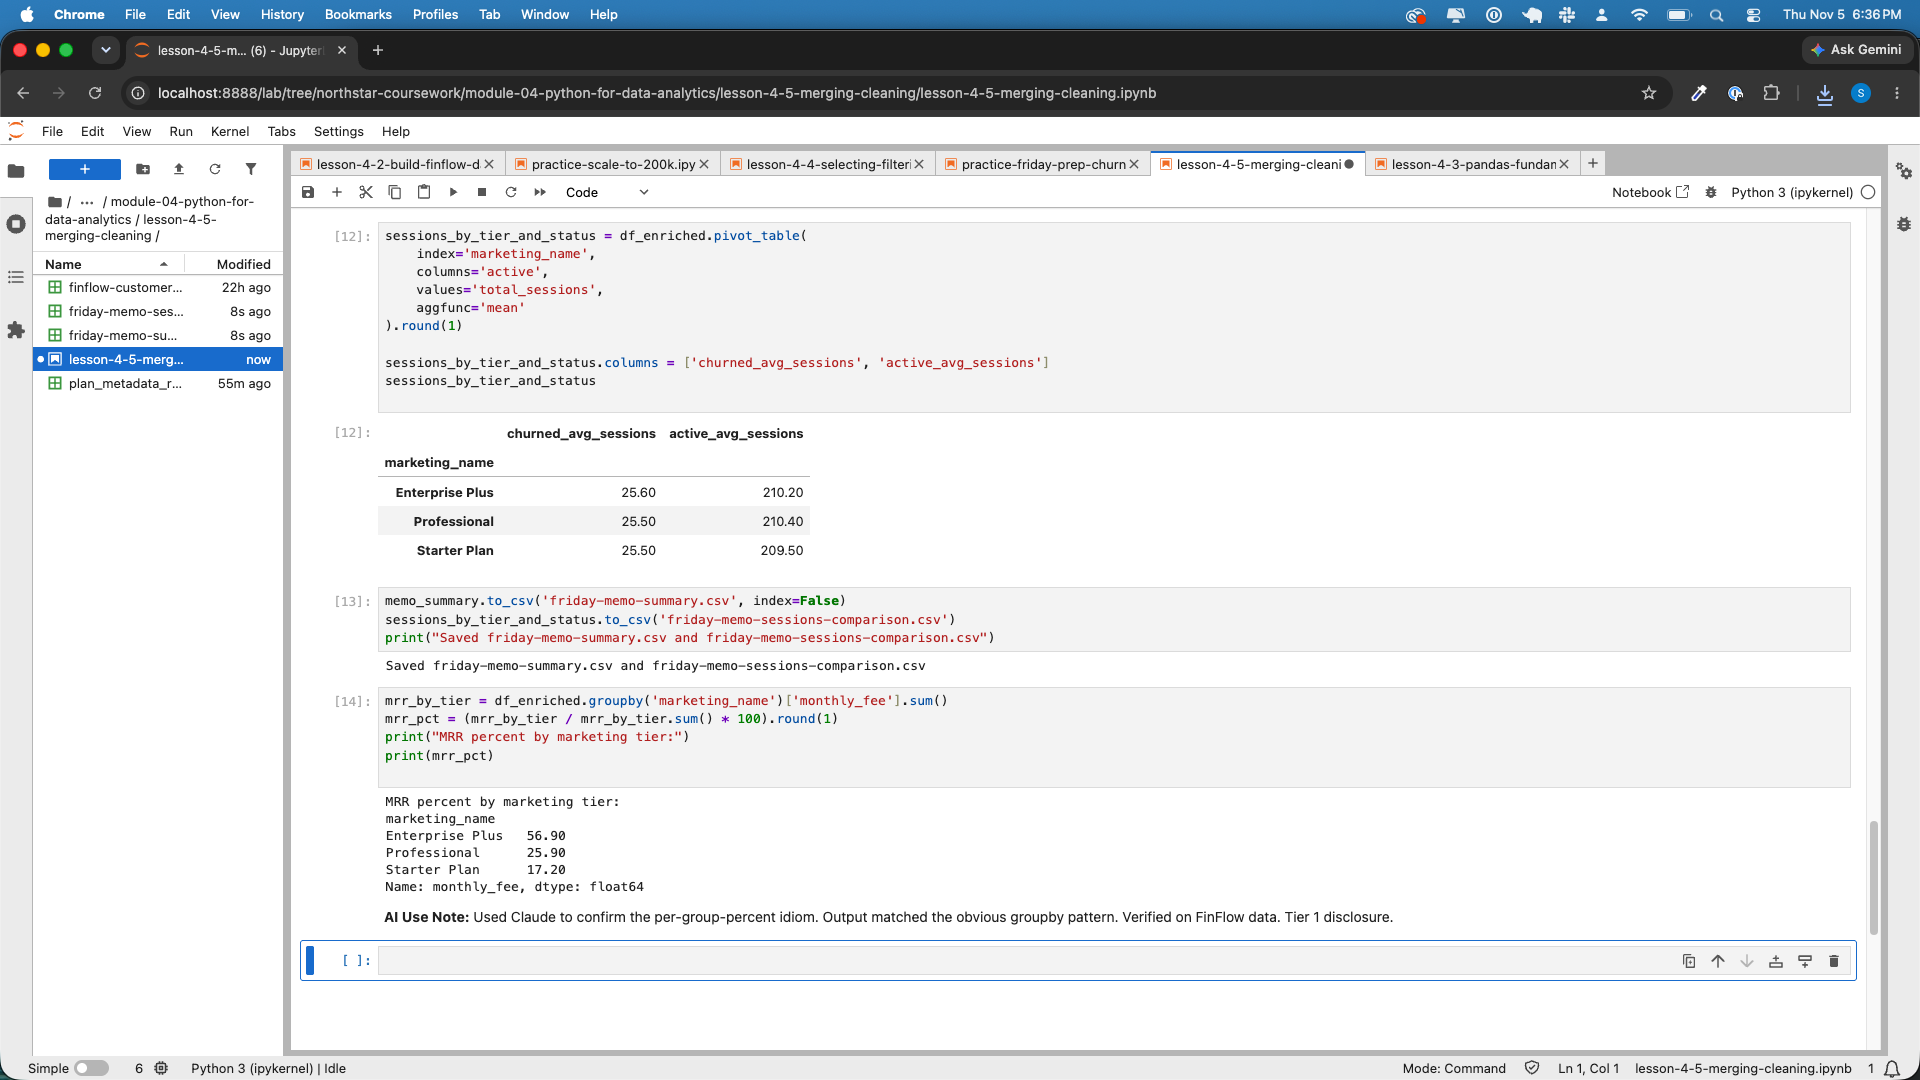 Chrome File Edit View History Bookmarks Profiles Tab Window Help Thu Nov 5 6:36 PM
lesson-4-5-m... (6) - Jupyter Ask Gemini
localhost:8888/lab/tree/northstar-coursework/module-04-python-for-data-analytics/lesson-4-5-merging-cleaning/lesson-4-5-merging-cleaning.ipynb S
File Edit View Run Kernel Tabs Settings Help
lesson-4-2-build-finflow-d practice-scale-to-200k.ipy lesson-4-4-selecting-filteri practice-friday-prep-churn lesson-4-5-merging-cleani lesson-4-3-pandas-fundam
Code Notebook Python 3 (ipykernel)
/ ... / module-04-python-for-
data-analytics / lesson-4-5-
merging-cleaning /
Name Modified
finflow-customer... 22h ago
friday-memo-ses... 8s ago
friday-memo-su... 8s ago
lesson-4-5-merg... now
plan_metadata_r... 55m ago
[12]: sessions_by_tier_and_status = df_enriched.pivot_table(
index='marketing_name',
columns='active',
values='total_sessions',
aggfunc='mean'
).round(1)
sessions_by_tier_and_status.columns = ['churned_avg_sessions', 'active_avg_sessions']
sessions_by_tier_and_status
[12]: churned_avg_sessions active_avg_sessions
marketing_name
Enterprise Plus 25.60 210.20
Professional 25.50 210.40
Starter Plan 25.50 209.50
[13]: memo_summary.to_csv('friday-memo-summary.csv', index=False)
sessions_by_tier_and_status.to_csv('friday-memo-sessions-comparison.csv')
print("Saved friday-memo-summary.csv and friday-memo-sessions-comparison.csv")
Saved friday-memo-summary.csv and friday-memo-sessions-comparison.csv
[14]: mrr_by_tier = df_enriched.groupby('marketing_name')['monthly_fee'].sum()
mrr_pct = (mrr_by_tier / mrr_by_tier.sum() * 100).round(1)
print("MRR percent by marketing tier:")
print(mrr_pct)
MRR percent by marketing tier:
marketing_name
Enterprise Plus 56.90
Professional 25.90
Starter Plan 17.20
Name: monthly_fee, dtype: float64
AI Use Note: Used Claude to confirm the per-group-percent idiom. Output matched the obvious groupby pattern. Verified on FinFlow data. Tier 1 disclosure.
[ ]:
Simple 6 Python 3 (ipykernel) | Idle Mode: Command Ln 1, Col 1 lesson-4-5-merging-cleaning.ipynb 1